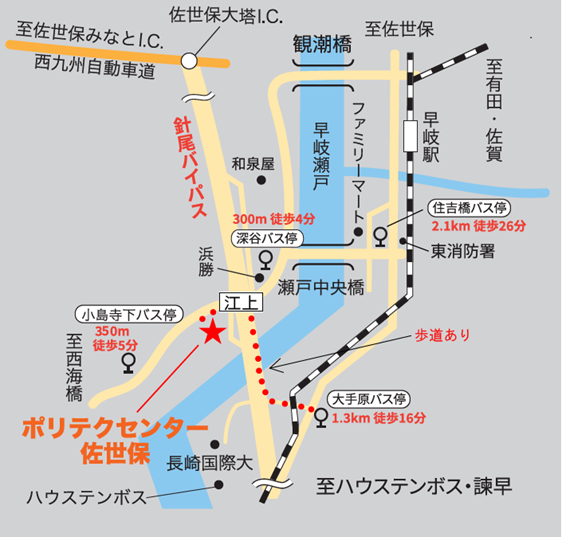 佐世保大塔I.C.
至佐世保みなとI.C.
西九州自動車道
観潮橋
至佐世保
至有田・佐賀
針尾バイパス
早岐瀬戸
ファミリーマート
早岐駅
和泉屋
住吉橋バス停
2.1km 徒歩26分
300m 徒歩4分
深谷バス停
東消防署
浜勝
瀬戸中央橋
江上
小島寺下バス停
350m
徒歩5分
至西海橋
歩道あり
大手原バス停
1.3km 徒歩16分
ポリテクセンター
佐世保
長崎国際大
ハウステンボス
至ハウステンボス・諫早